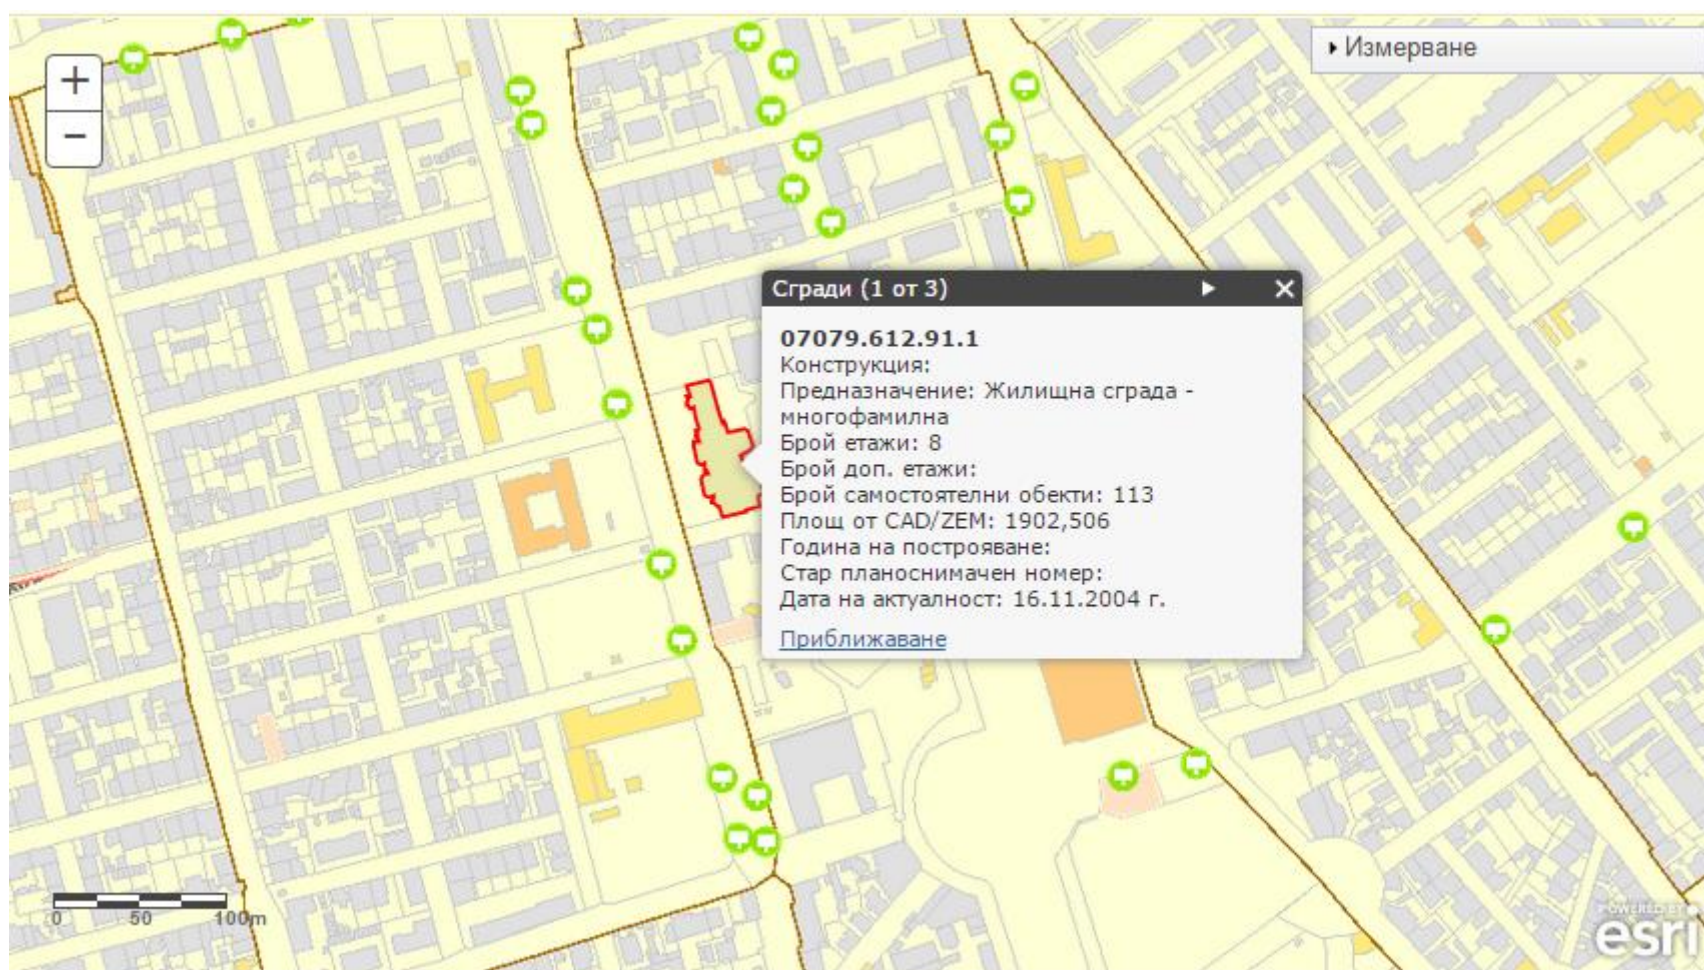 +
−
Измерване
Сгради (1 от 3)
07079.612.91.1
Конструкция:
Предназначение: Жилищна сграда -
многофамилна
Брой етажи: 8
Брой доп. етажи:
Брой самостоятелни обекти: 113
Площ от CAD/ZEM: 1902,506
Година на построяване:
Стар планоснимачен номер:
Дата на актуалност: 16.11.2004 г.
Приближаване
0 50 100m
POWERED BY
esri